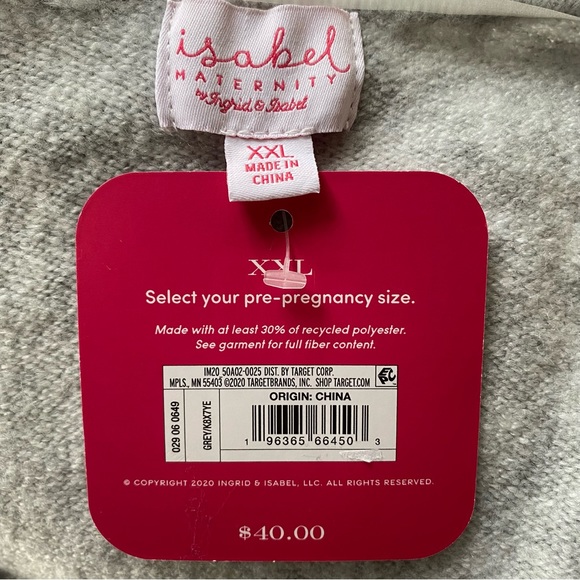 isabel
MATERNITY
by Ingrid & Isabel
XXL
MADE IN
CHINA
XXL
Select your pre-pregnancy size.
Made with at least 30% of recycled polyester.
See garment for full fiber content.
IM20 50A02-0025 DIST. BY TARGET CORP.
MPLS, MN 55403 ©2020 TARGETBRANDS, INC. SHOP TARGET.COM
029 06 0649
GREY/K8X7YE
ORIGIN: CHINA
1 96365 66450 3
© COPYRIGHT 2020 INGRID & ISABEL, LLC. ALL RIGHTS RESERVED.
$40.00